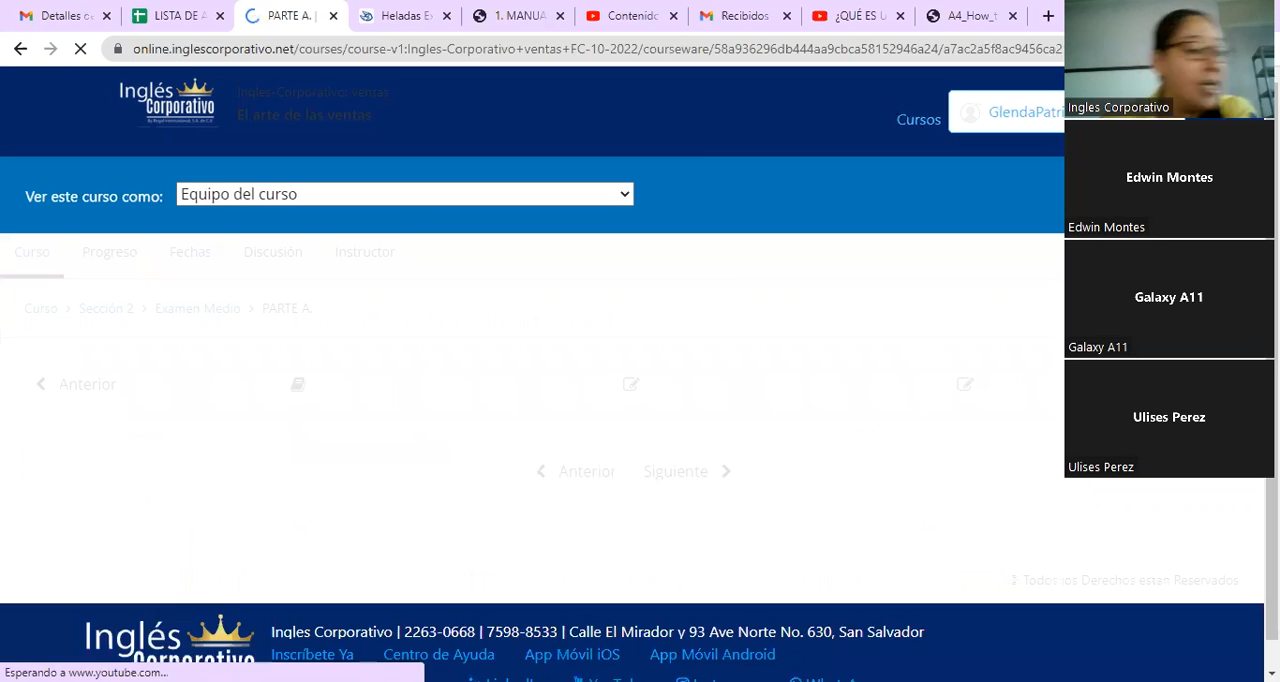 Detalles de
LISTA DE A
PARTE A. |
Heladas Ex
1. MANUA
Contenido
Recibidos
¿QUÉ ES U
A4_How_t
online.inglescorporativo.net/courses/course-v1:Ingles-Corporativo+ventas+FC-10-2022/courseware/58a936296db444aa9cbca58152946a24/a7ac2a5f8ac9456ca2
Inglés
Corporativo
Ingles-Corporativo: ventas
El arte de las ventas
Cursos
GlendaPatri
Ver este curso como:
Equipo del curso
Curso
Progreso
Fechas
Discusión
Instructor
Curso > Sección 2 > Examen Medio > PARTE A.
Anterior
Anterior
Siguiente
Todos los Derechos están Reservados
Inglés
Corporativo
Ingles Corporativo | 2263-0668 | 7598-8533 | Calle El Mirador y 93 Ave Norte No. 630, San Salvador
Inscríbete Ya
Centro de Ayuda
App Móvil iOS
App Móvil Android
Esperando a www.youtube.com...
Ingles Corporativo
Edwin Montes
Edwin Montes
Galaxy A11
Galaxy A11
Ulises Perez
Ulises Perez